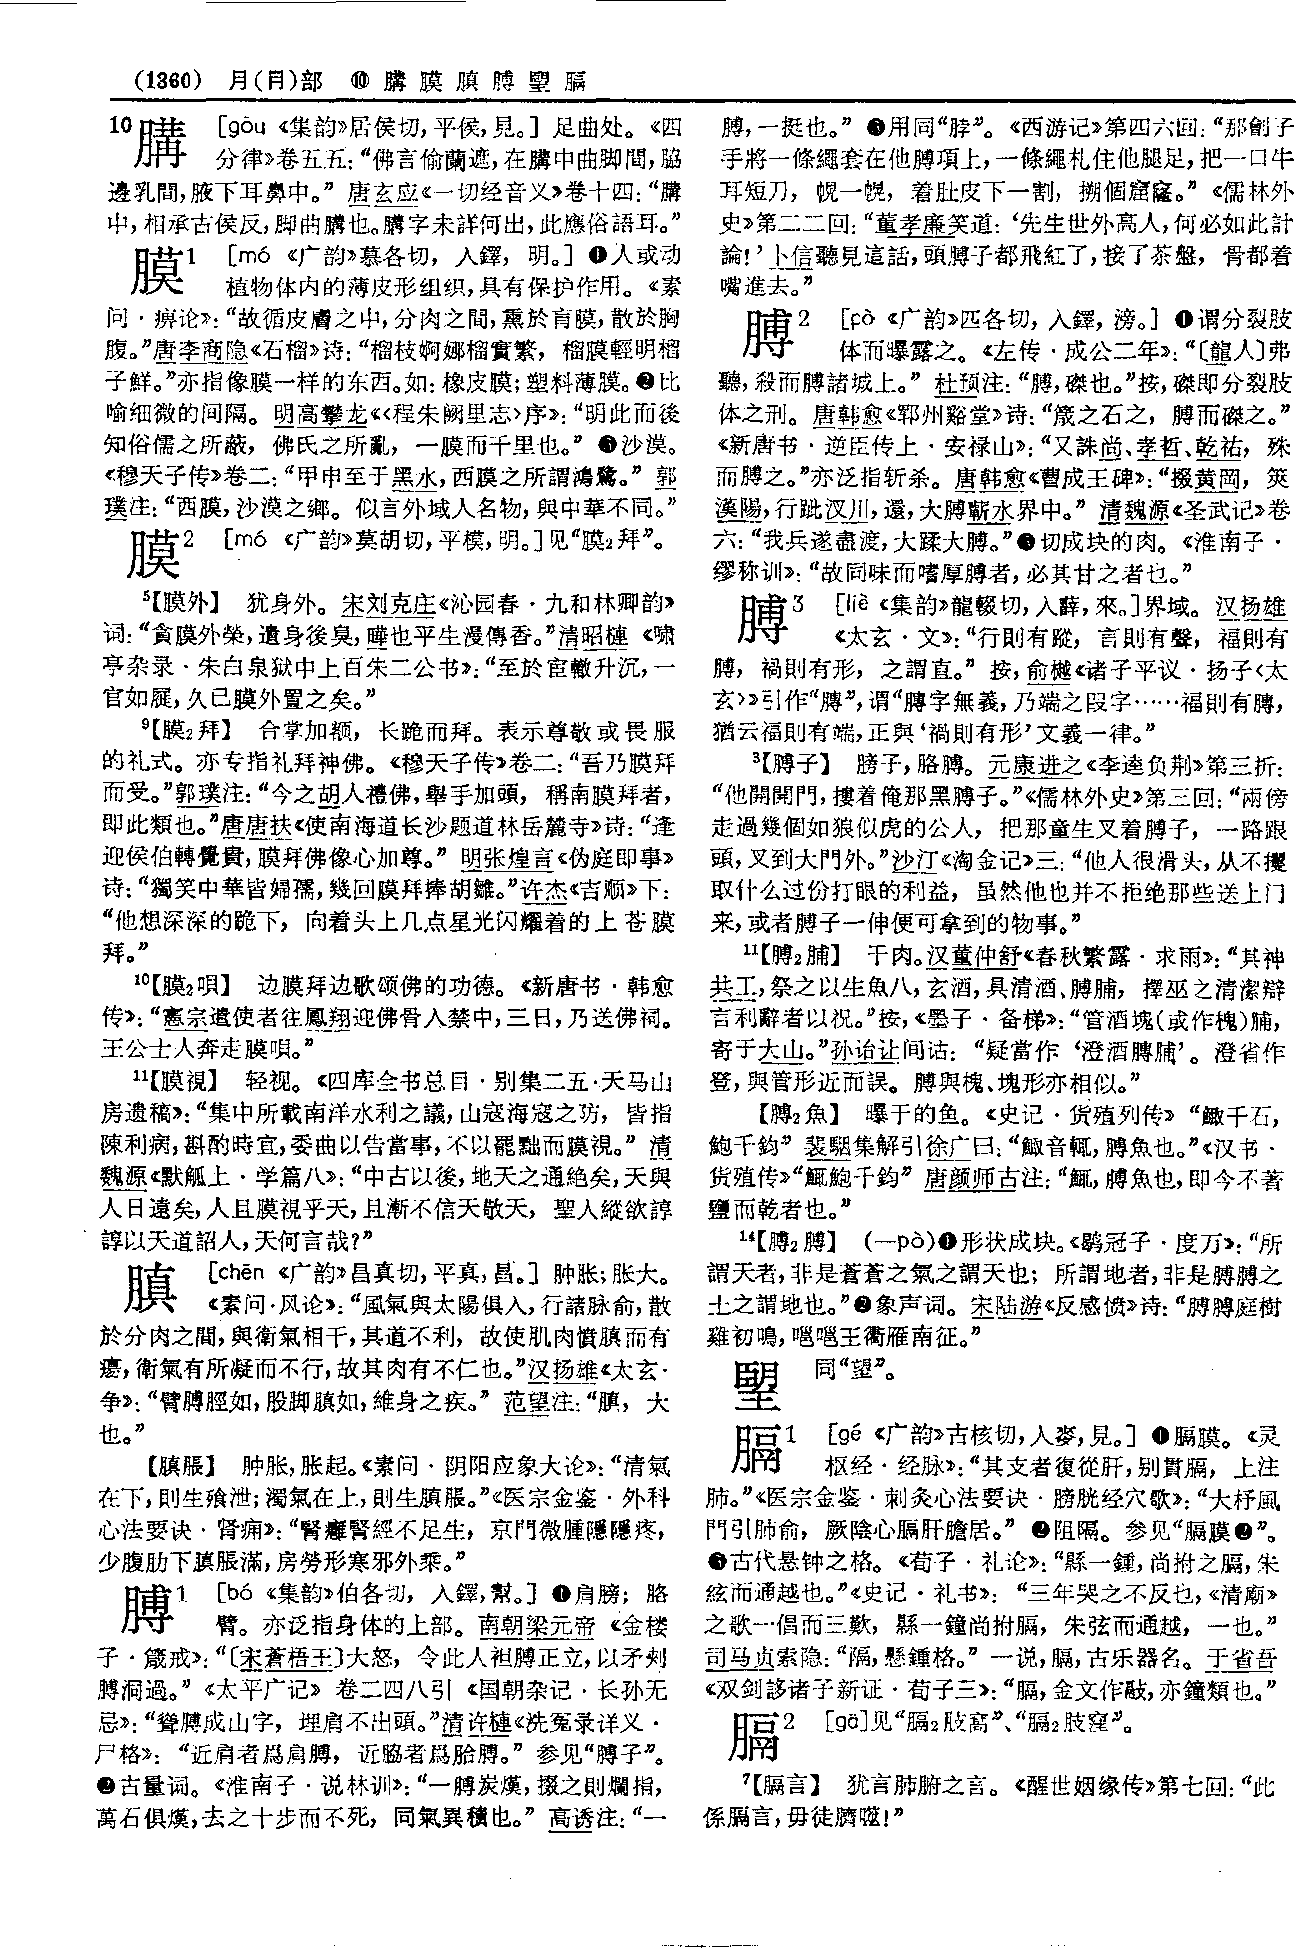 (1360) 月(⺼)部 ⑩ 膊膜䐜膊朢膈
10 膊 [gōu《集韵》居侯切,平侯,見。] 足曲处。《四
分律》卷五五:“佛言偷蘭遮,在膊中曲脚間,脇
邊乳間,腋下耳鼻中。” 唐玄应《一切经音义》卷十四:“膊
中,相承古侯反,脚曲膊也。膊字未詳何出,此應俗語耳。”
膜1 [mó 《广韵》慕各切, 入鐸, 明。] ❶人或动
植物体内的薄皮形组织,具有保护作用。《素
问·痹论》:“故循皮膚之中,分肉之間,熏於肓膜,散於胸
腹。”唐李商隐《石榴》诗:“榴枝婀娜榴實繁, 榴膜輕明榴
子鮮。”亦指像膜一样的东西。如:橡皮膜;塑料薄膜。❷比
喻细微的间隔。明高攀龙《〈程朱阙里志〉序》:“明此而後
知俗儒之所蔽, 佛氏之所亂, 一膜而千里也。” ❸沙漠。
《穆天子传》卷二:“甲申至于黑水,西膜之所謂鴻鷺。” 郭
璞注:“西膜,沙漠之鄉。似言外域人名物,與中華不同。”
膜2 [mó 《广韵》莫胡切,平模,明。]见“膜₂拜”。
⁵【膜外】 犹身外。宋刘克庄《沁园春·九和林卿韵》
词:“貪膜外榮,遺身後臭,曄也平生漫傳香。”清昭槤《啸
亭杂录·朱白泉狱中上百朱二公书》:“至於宦轍升沉,一
官如屣,久已膜外置之矣。”
⁹【膜₂拜】 合掌加额, 长跪而拜。表示尊敬或畏服
的礼式。亦专指礼拜神佛。《穆天子传》卷二:“吾乃膜拜
而受。”郭璞注:“今之胡人禮佛,舉手加頭, 稱南膜拜者,
即此類也。”唐唐扶《使南海道长沙题道林岳麓寺》诗:“逢
迎侯伯轉覺貴,膜拜佛像心加尊。” 明张煌言《伪庭即事》
诗:“獨笑中華皆婦孺,幾回膜拜捧胡雛。”许杰《吉顺》下:
“他想深深的跪下, 向着头上几点星光闪耀着的上苍膜
拜。”
¹⁰【膜₂唄】 边膜拜边歌颂佛的功德。《新唐书·韩愈
传》:“憲宗遣使者往鳳翔迎佛骨入禁中,三日,乃送佛祠。
王公士人奔走膜唄。”
¹¹【膜視】 轻视。《四库全书总目·别集二五·天马山
房遗稿》:“集中所載南洋水利之議,山寇海寇之防, 皆指
陳利病,斟酌時宜,委曲以告當事,不以罷黜而膜視。” 清
魏源《默觚上·学篇八》:“中古以後,地天之通絶矣,天與
人日遠矣,人且膜視乎天,且漸不信天敬天, 聖人縱欲諄
諄以天道詔人,天何言哉?”
䐜 [chēn 《广韵》昌真切,平真,昌。] 肿胀;胀大。
《素问·风论》:“風氣與太陽俱入,行諸脉俞,散
於分肉之間,與衛氣相干,其道不利, 故使肌肉憤䐜而有
瘍,衛氣有所凝而不行,故其肉有不仁也。”汉扬雄《太玄·
争》:“臂膊脛如,股脚䐜如,維身之疾。” 范望注:“䐜, 大
也。”
【䐜脹】 肿胀,胀起。《素问·阴阳应象大论》:“清氣
在下,則生飧泄;濁氣在上,則生䐜脹。”《医宗金鉴·外科
心法要诀·肾痈》:“腎癰腎經不足生, 京門微腫隱隱疼,
少腹肋下䐜脹滿,房勞形寒邪外乘。”
膊1 [bó 《集韵》伯各切, 入鐸,幫。] ❶肩膀; 胳
臂。亦泛指身体的上部。南朝梁元帝《金楼
子·箴戒》:“〔宋蒼梧王〕大怒, 令此人袒膊正立,以矛刺
膊洞過。” 《太平广记》卷二四八引《国朝杂记·长孙无
忌》:“聳膊成山字, 埋肩不出頭。”清许槤《洗冤录详义·
尸格》: “近肩者爲肩膊, 近脇者爲胎膊。” 参见“膊子”。
❷古量词。《淮南子·说林训》:“一膊炭熯,掇之則爛指,
萬石俱熯,去之十步而不死, 同氣異積也。” 高诱注:“一
膊,一挺也。” ❸用同“脖”。《西游记》第四六回:“那劊子
手將一條繩套在他膊項上,一條繩札住他腿足,把一口牛
耳短刀, 幌一幌, 着肚皮下一割, 搠個窟窿。” 《儒林外
史》第二二回:“董孝廉笑道:‘先生世外高人,何必如此計
論!’卜信聽見這話,頭膊子都飛紅了,接了茶盤, 骨都着
嘴進去。”
膊2 [pò 《广韵》匹各切, 入鐸, 滂。] ❶谓分裂肢
体而曝露之。《左传·成公二年》:“〔龍人〕弗
聽,殺而膊諸城上。” 杜预注:“膊,磔也。”按,磔即分裂肢
体之刑。唐韩愈《郓州谿堂》诗:“箴之石之, 膊而磔之。”
《新唐书·逆臣传上·安禄山》:“又誅尚、孝哲、乾祐, 殊
而膊之。”亦泛指斩杀。唐韩愈《曹成王碑》:“掇黄岡, 筴
漢陽,行跐汊川,還,大膊蘄水界中。” 清魏源《圣武记》卷
六:“我兵遂盡渡,大蹂大膊。”❸切成块的肉。《淮南子·
缪称训》:“故同味而嗜厚膊者,必其甘之者也。”
膊3 [liè 《集韵》龍輟切,入薛,來。]界域。 汉扬雄
《太玄·文》:“行則有蹤, 言則有聲, 福則有
膊, 禍則有形, 之謂直。” 按,俞樾《诸子平议·扬子〈太
玄〉》引作“膞”,谓“膞字無義,乃端之叚字……福則有膞,
猶云福則有端,正與‘禍則有形’文義一律。”
³【膊子】 膀子,胳膊。元康进之《李逵负荆》第三折:
“他開開門,摟着俺那黑膊子。”《儒林外史》第三回:“兩傍
走過幾個如狼似虎的公人, 把那童生叉着膊子, 一路跟
頭,叉到大門外。”沙汀《淘金记》三:“他人很滑头,从不攫
取什么过份打眼的利益, 虽然他也并不拒绝那些送上门
来,或者膊子一伸便可拿到的物事。”
¹¹【膊₂脯】 干肉。汉董仲舒《春秋繁露·求雨》:“其神
共工,祭之以生魚八,玄酒,具清酒、膊脯, 擇巫之清潔辯
言利辭者以祝。”按,《墨子·备梯》:“管酒塊(或作槐)脯,
寄于大山。”孙诒让间诂: “疑當作‘澄酒膊脯’。澄省作
登,與管形近而誤。膊與槐、塊形亦相似。”
【膊₂魚】 曝干的鱼。《史记·货殖列传》“鮿千石,
鮑千鈞” 裴駰集解引徐广曰:“鮿音輒,膊魚也。”《汉书·
货殖传》“鮿鮑千鈞” 唐颜师古注:“鮿,膊魚也,即今不著
鹽而乾者也。”
¹⁴【膊₂膊】 (—pò)❶形状成块。《鹖冠子·度万》:“所
謂天者,非是蒼蒼之氣之謂天也; 所謂地者,非是膊膊之
土之謂地也。”❷象声词。宋陆游《反感愤》诗:“膊膊庭樹
雞初鳴,嗈嗈王衢雁南征。”
朢 同“望”。
膈1 [gé 《广韵》古核切,入麥,見。] ❶膈膜。《灵
枢经·经脉》:“其支者復從肝,别貫膈, 上注
肺。”《医宗金鉴·刺灸心法要诀·膀胱经穴歌》:“大杼風
門引肺俞, 厥陰心膈肝膽居。” ❷阻隔。参见“膈膜❷”。
❸古代悬钟之格。《荀子·礼论》:“縣一鍾,尚拊之膈,朱
絃而通越也。”《史记·礼书》: “三年哭之不反也,《清廟》
之歌一倡而三歎, 縣一鐘尚拊膈, 朱弦而通越, 一也。”
司马贞索隐:“隔,懸鍾格。” 一说,膈,古乐器名。于省吾
《双剑誃诸子新证·荀子三》:“膈,金文作敲,亦鐘類也。”
膈2 [gē]见“膈₂肢窩”、“膈₂肢窪”。
⁷【膈言】 犹言肺腑之言。《醒世姻缘传》第七回:“此
係膈言,毋徒臍噬!”